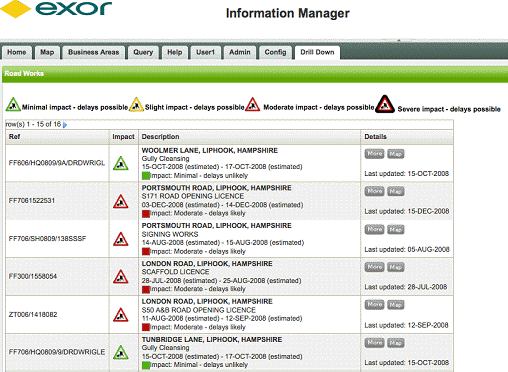 exor
Information Manager
Home Map Business Areas Query Help User1 Admin Config Drill Down
Road Works
Minimal impact - delays possible Slight impact - delays possible Moderate impact - delays possible Severe impact - delays possible
row(s) 1 - 15 of 16
Ref Impact Description Details
FF606/HQ0809/9A/DRDWRIGL
WOOLMER LANE, LIPHOOK, HAMPSHIRE
Gully Cleansing
15-OCT-2008 (estimated) - 17-OCT-2008 (estimated)
Impact: Minimal - delays unlikely
More Map
Last updated: 15-OCT-2008
FF7061522531
PORTSMOUTH ROAD, LIPHOOK, HAMPSHIRE
S171 ROAD OPENING LICENCE
03-DEC-2008 (estimated) - 14-DEC-2008 (estimated)
Impact: Moderate - delays likely
More Map
Last updated: 15-DEC-2008
FF706/SH0809/138SSSF
PORTSMOUTH ROAD, LIPHOOK, HAMPSHIRE
SIGNING WORKS
14-AUG-2008 (estimated) - 15-AUG-2008 (estimated)
Impact: Moderate - delays likely
More Map
Last updated: 05-AUG-2008
FF300/1558054
LONDON ROAD, LIPHOOK, HAMPSHIRE
SCAFFOLD LICENCE
28-JUL-2008 (estimated) - 25-AUG-2008 (estimated)
Impact: Moderate - delays likely
More Map
Last updated: 28-JUL-2008
ZT006/1418082
LONDON ROAD, LIPHOOK, HAMPSHIRE
S50 A&B ROAD OPENING LICENCE
11-AUG-2008 (estimated) - 12-SEP-2008 (estimated)
Impact: Moderate - delays likely
More Map
Last updated: 12-SEP-2008
FF706/HQ0809/9/DRDWRIGLE
TUNBRIDGE LANE, LIPHOOK, HAMPSHIRE
Gully Cleansing
15-OCT-2008 (estimated) - 17-OCT-2008 (estimated)
Impact: Minimal - delays unlikely
More Map
Last updated: 15-OCT-2008